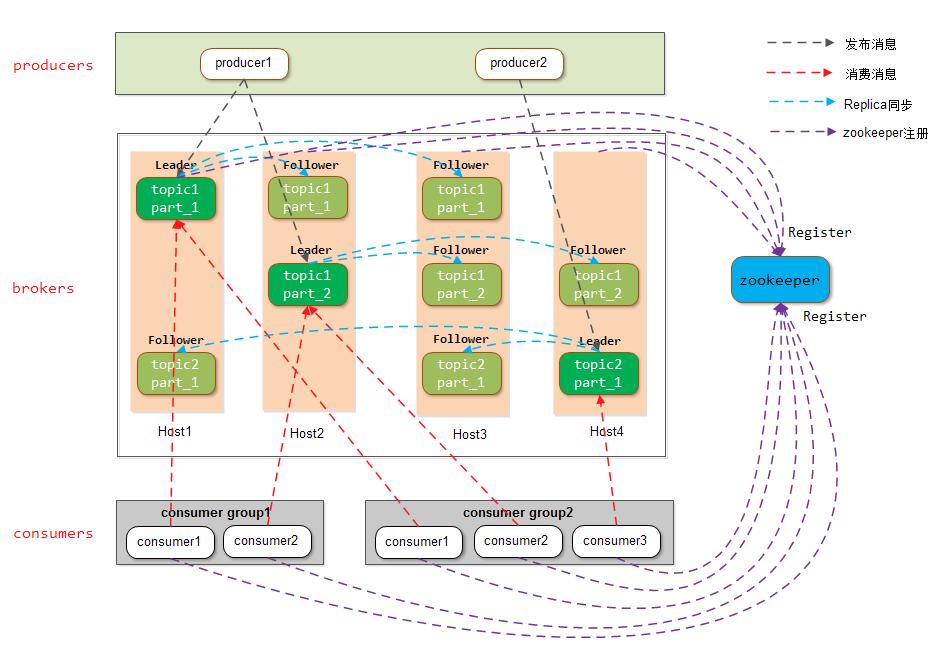 producers
producer1
producer2
发布消息
消费消息
Replica同步
zookeeper注册
brokers
Leader
topic1
part_1
Follower
topic2
part_1
Host1
Follower
topic1
part_1
Leader
topic1
part_2
Host2
Follower
topic1
part_1
Follower
topic1
part_2
Follower
topic2
part_1
Host3
Follower
topic1
part_2
Leader
topic2
part_1
Host4
Register
zookeeper
Register
consumers
consumer group1
consumer1
consumer2
consumer group2
consumer1
consumer2
consumer3